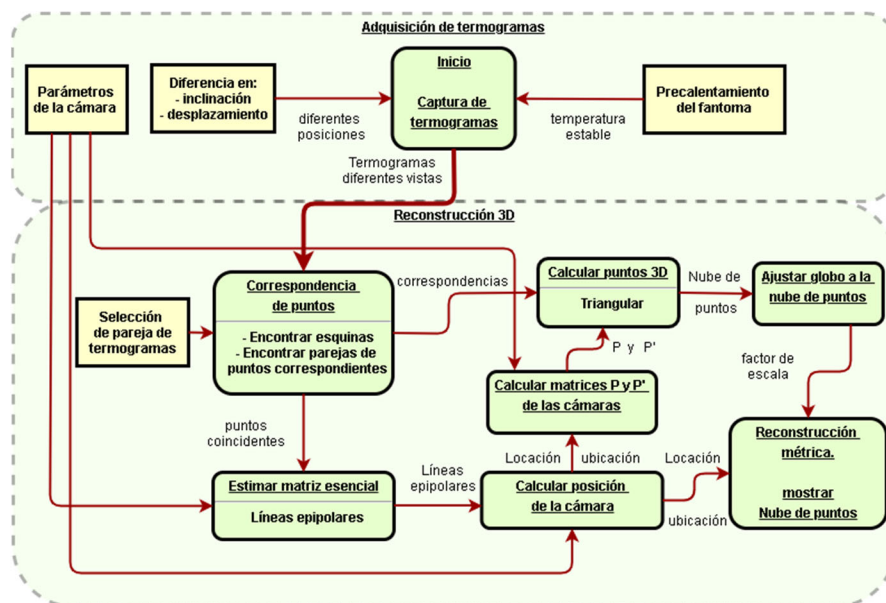 Adquisición de termogramas
Parámetros
de la cámara
Diferencia en:
- inclinación
- desplazamiento
diferentes
posiciones
Inicio
Captura de
termogramas
temperatura
estable
Precalentamiento
del fantoma
Termogramas
diferentes vistas
Reconstrucción 3D
Selección
de pareja de
termogramas
Correspondencia
de puntos
- Encontrar esquinas
- Encontrar parejas de
puntos correspondientes
correspondencias
Calcular puntos 3D
Triangular
Nube de
puntos
Ajustar globo a la
nube de puntos
P y P'
factor de
escala
Calcular matrices P y P'
de las cámaras
puntos
coincidentes
Locación ubicación
Estimar matriz esencial
Líneas epipolares
Líneas
epipolares
Calcular posición
de la cámara
Locación
ubicación
Reconstrucción
métrica.
mostrar
Nube de puntos